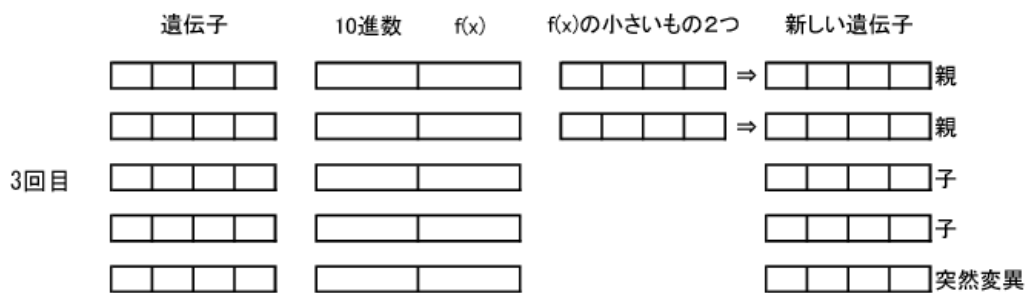 遺伝子 10進数 f(x) f(x)の小さいもの２つ 新しい遺伝子
⇒ 親
⇒ 親
3回目 子
子
突然変異